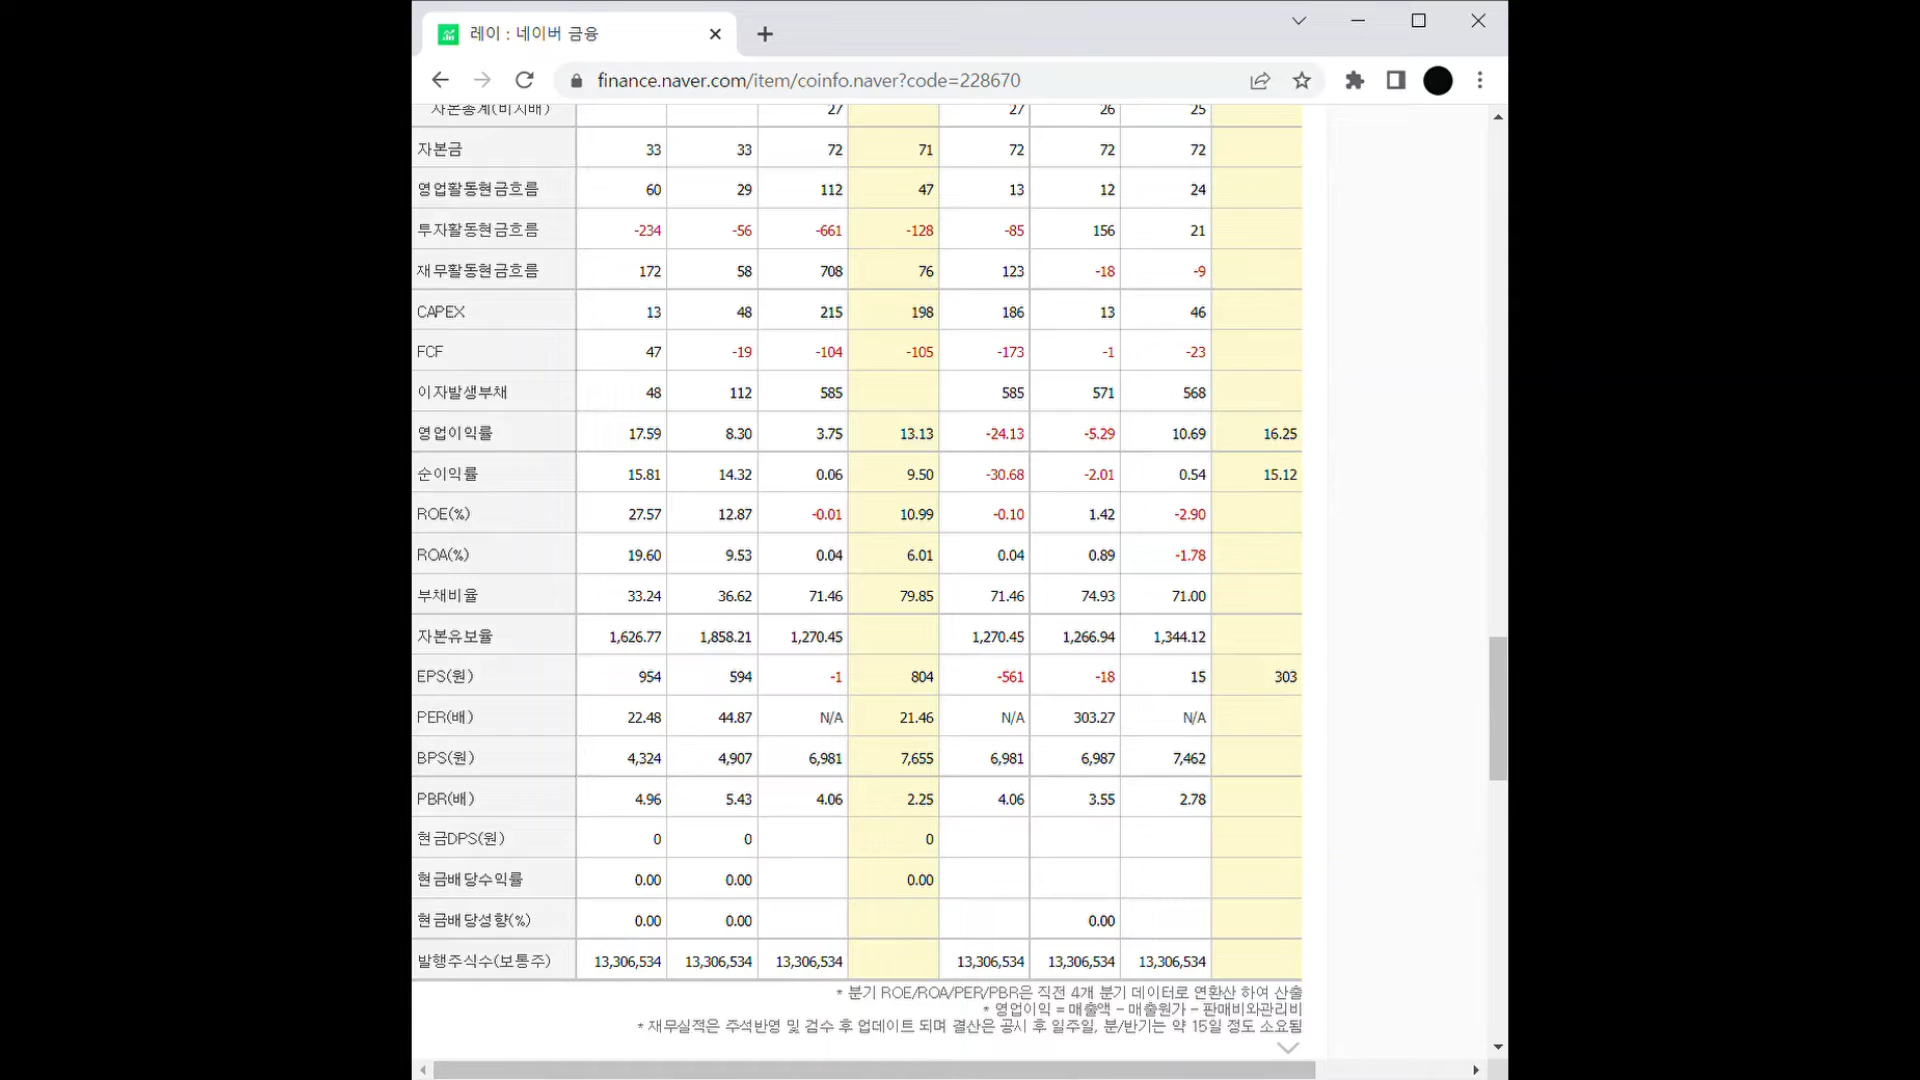 레이 : 네이버 금융
finance.naver.com/item/coinfo.naver?code=228670
자본총계(비지배) 27 27 26 25
자본금 33 33 72 71 72 72 72
영업활동현금흐름 60 29 112 47 13 12 24
투자활동현금흐름 -234 -56 -661 -128 -85 156 21
재무활동현금흐름 172 58 708 76 123 -18 -9
CAPEX 13 48 215 198 186 13 46
FCF 47 -19 -104 -105 -173 -1 -23
이자발생부채 48 112 585 585 571 568
영업이익률 17.59 8.30 3.75 13.13 -24.13 -5.29 10.69 16.25
순이익률 15.81 14.32 0.06 9.50 -30.68 -2.01 0.54 15.12
ROE(%) 27.57 12.87 -0.01 10.99 -0.10 1.42 -2.90
ROA(%) 19.60 9.53 0.04 6.01 0.04 0.89 -1.78
부채비율 33.24 36.62 71.46 79.85 71.46 74.93 71.00
자본유보율 1,626.77 1,858.21 1,270.45 1,270.45 1,266.94 1,344.12
EPS(원) 954 594 -1 804 -561 -18 15 303
PER(배) 22.48 44.87 N/A 21.46 N/A 303.27 N/A
BPS(원) 4,324 4,907 6,981 7,655 6,981 6,987 7,462
PBR(배) 4.96 5.43 4.06 2.25 4.06 3.55 2.78
현금DPS(원) 0 0 0
현금배당수익률 0.00 0.00 0.00
현금배당성향(%) 0.00 0.00 0.00
발행주식수(보통주) 13,306,534 13,306,534 13,306,534 13,306,534 13,306,534 13,306,534
* 분기 ROE/ROA/PER/PBR은 직전 4개 분기 데이터로 연환산 하여 산출
* 영업이익 = 매출액 - 매출원가 - 판매비와관리비
* 재무실적은 주석반영 및 검수 후 업데이트 되며 결산은 공시 후 일주일, 분/반기는 약 15일 정도 소요됨